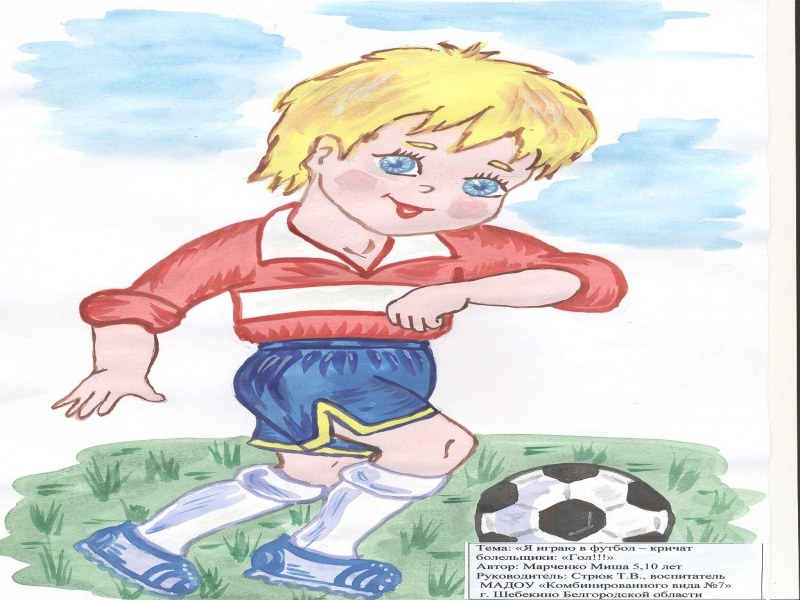 Тема: «Я играю в футбол – кричат
болельщики: «Гол!!!»
Автор: Марченко Миша 5,10 лет
Руководитель: Стрюк Т.В., воспитатель
МАДОУ «Комбинированного вида №7»
г. Шебекино Белгородской области